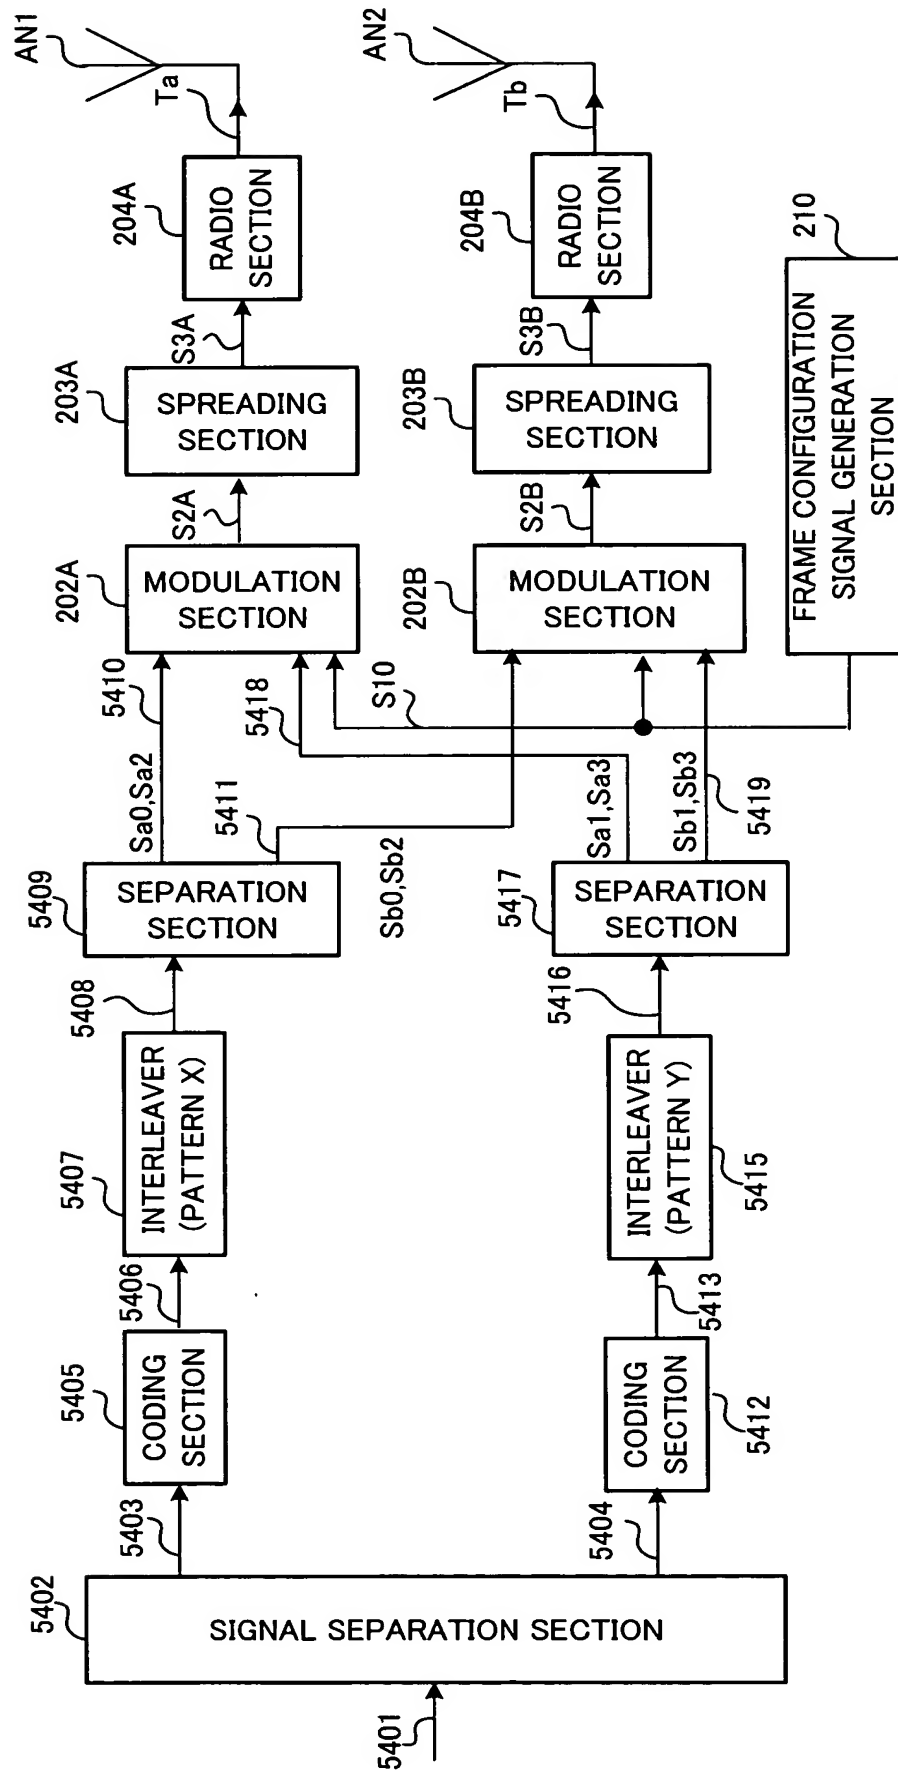 5401
5402
SIGNAL SEPARATION SECTION
5403
5405
CODING
SECTION
5406
5407
INTERLEAVER
(PATTERN X)
5408
5409
SEPARATION
SECTION
Sa0,Sa2
5410
5411
Sb0,Sb2
202A
MODULATION
SECTION
S2A
203A
SPREADING
SECTION
S3A
204A
RADIO
SECTION
Ta
AN1
5404
CODING
SECTION
5412
5413
INTERLEAVER
(PATTERN Y)
5415
5416
5417
SEPARATION
SECTION
Sa1,Sa3
5418
Sb1,Sb3
5419
S10
202B
MODULATION
SECTION
S2B
203B
SPREADING
SECTION
S3B
204B
RADIO
SECTION
Tb
AN2
FRAME CONFIGURATION
SIGNAL GENERATION
SECTION
210